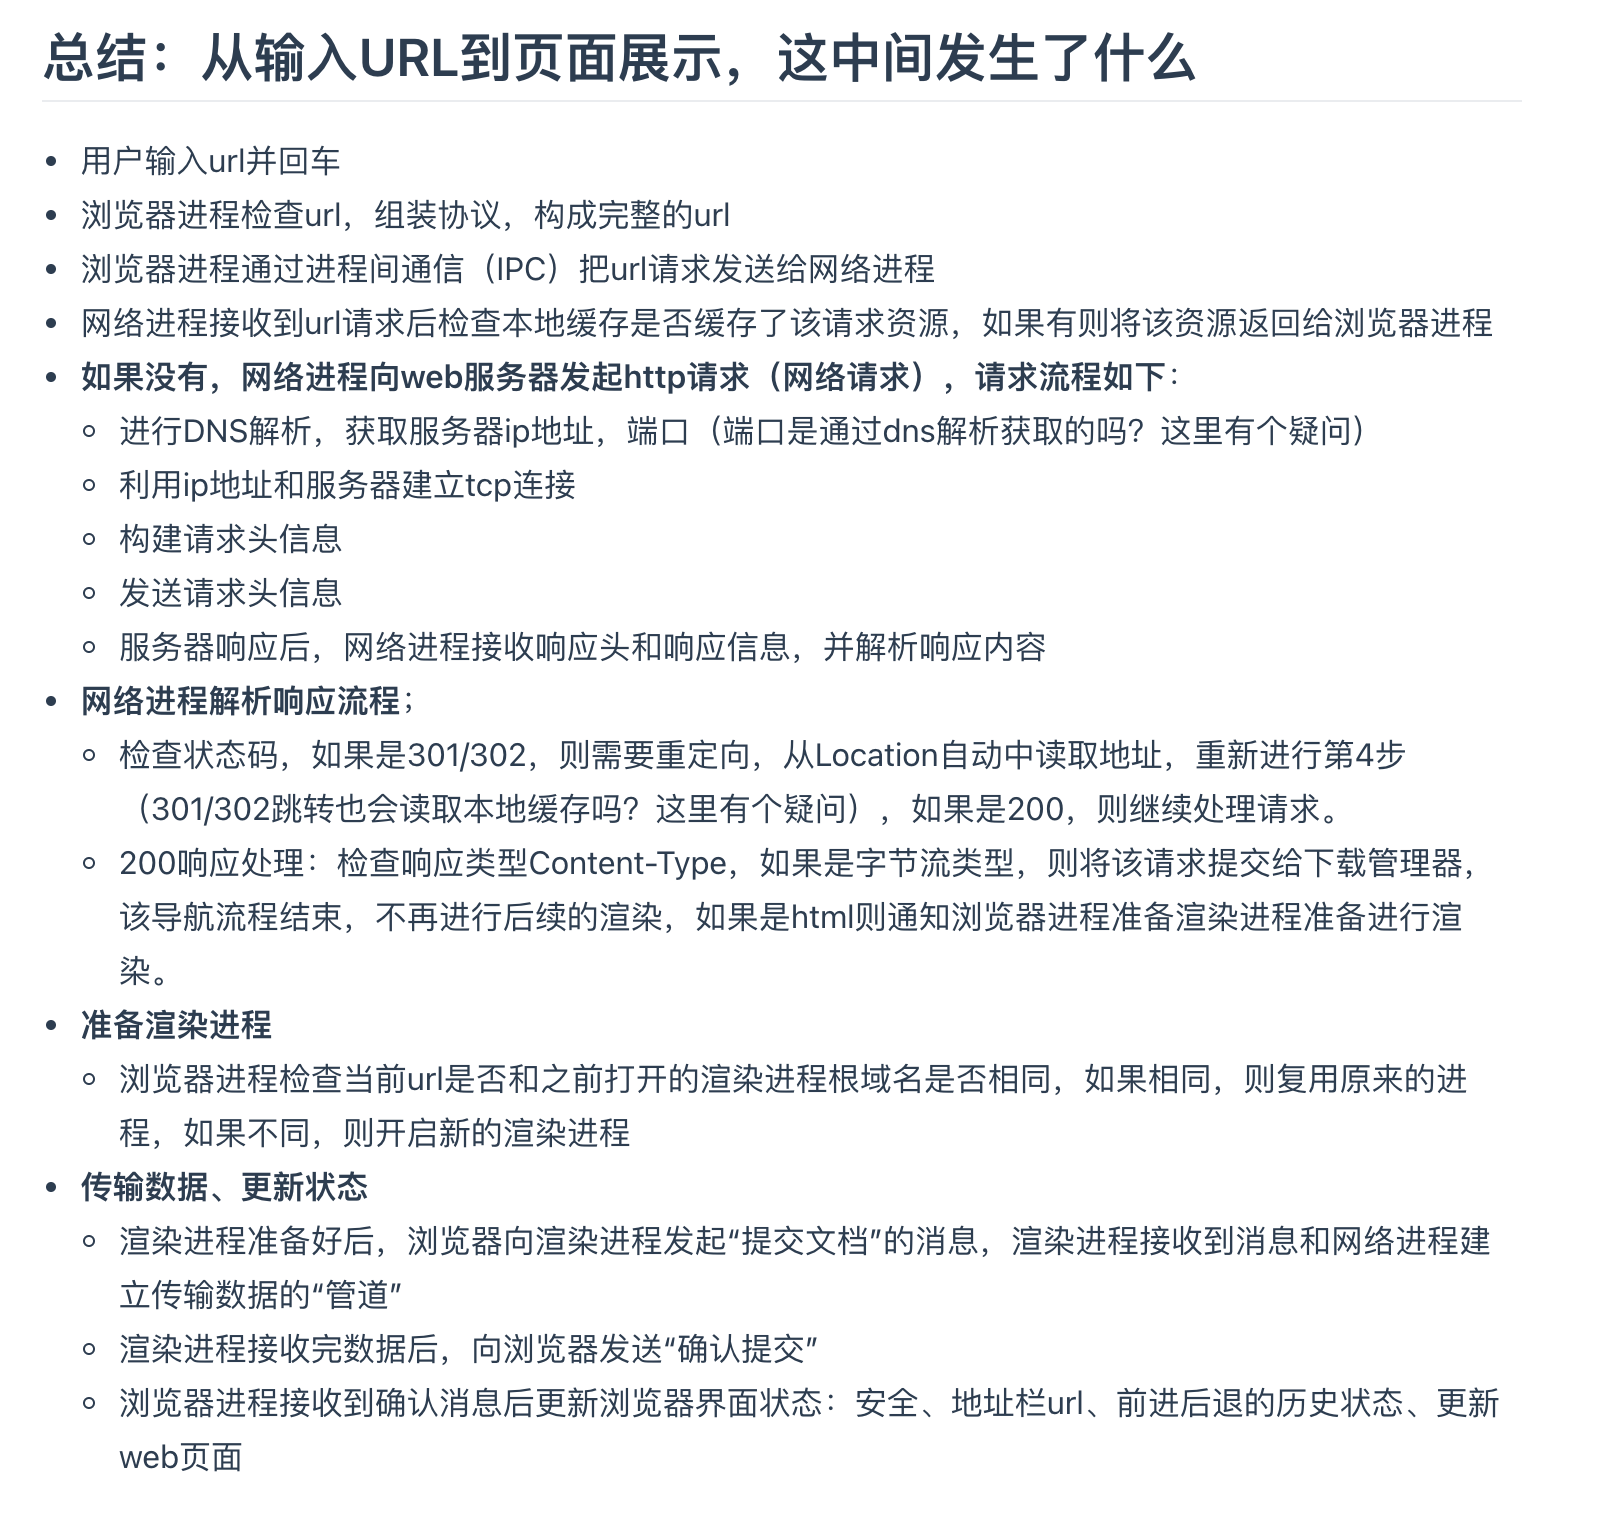 总结：从输入URL到页面展示，这中间发生了什么
用户输入url并回车
浏览器进程检查url，组装协议，构成完整的url
浏览器进程通过进程间通信（IPC）把url请求发送给网络进程
网络进程接收到url请求后检查本地缓存是否缓存了该请求资源，如果有则将该资源返回给浏览器进程
如果没有，网络进程向web服务器发起http请求（网络请求），请求流程如下：
进行DNS解析，获取服务器ip地址，端口（端口是通过dns解析获取的吗？这里有个疑问）
利用ip地址和服务器建立tcp连接
构建请求头信息
发送请求头信息
服务器响应后，网络进程接收响应头和响应信息，并解析响应内容
网络进程解析响应流程；
检查状态码，如果是301/302，则需要重定向，从Location自动中读取地址，重新进行第4步
（301/302跳转也会读取本地缓存吗？这里有个疑问），如果是200，则继续处理请求。
200响应处理：检查响应类型Content-Type，如果是字节流类型，则将该请求提交给下载管理器，
该导航流程结束，不再进行后续的渲染，如果是html则通知浏览器进程准备渲染进程准备进行渲
染。
准备渲染进程
浏览器进程检查当前url是否和之前打开的渲染进程根域名是否相同，如果相同，则复用原来的进
程，如果不同，则开启新的渲染进程
传输数据、更新状态
渲染进程准备好后，浏览器向渲染进程发起“提交文档”的消息，渲染进程接收到消息和网络进程建
立传输数据的“管道”
渲染进程接收完数据后，向浏览器发送“确认提交”
浏览器进程接收到确认消息后更新浏览器界面状态：安全、地址栏url、前进后退的历史状态、更新
web页面